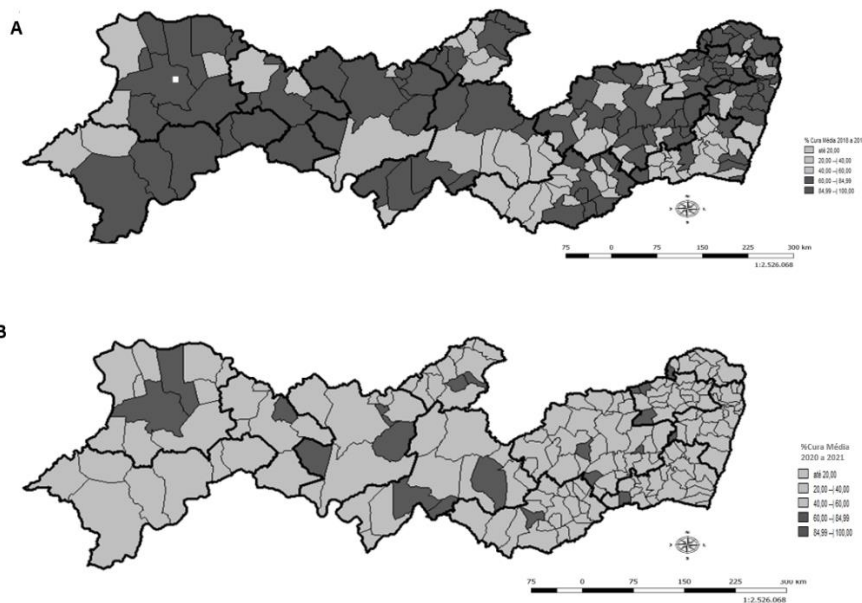 A
% Cura Média 2018 a 201
até 20,00
20,00 --| 40,00
40,00 --| 60,00
60,00 --| 84,99
84,99 --| 100,00
75 0 75 150 225 300 km
1:2.526.068
B
%Cura Média
2020 a 2021
até 20,00
20,00 --| 40,00
40,00 --| 60,00
60,00 --| 84,99
84,99 --| 100,00
75 0 75 150 225 300 km
1:2.526.068